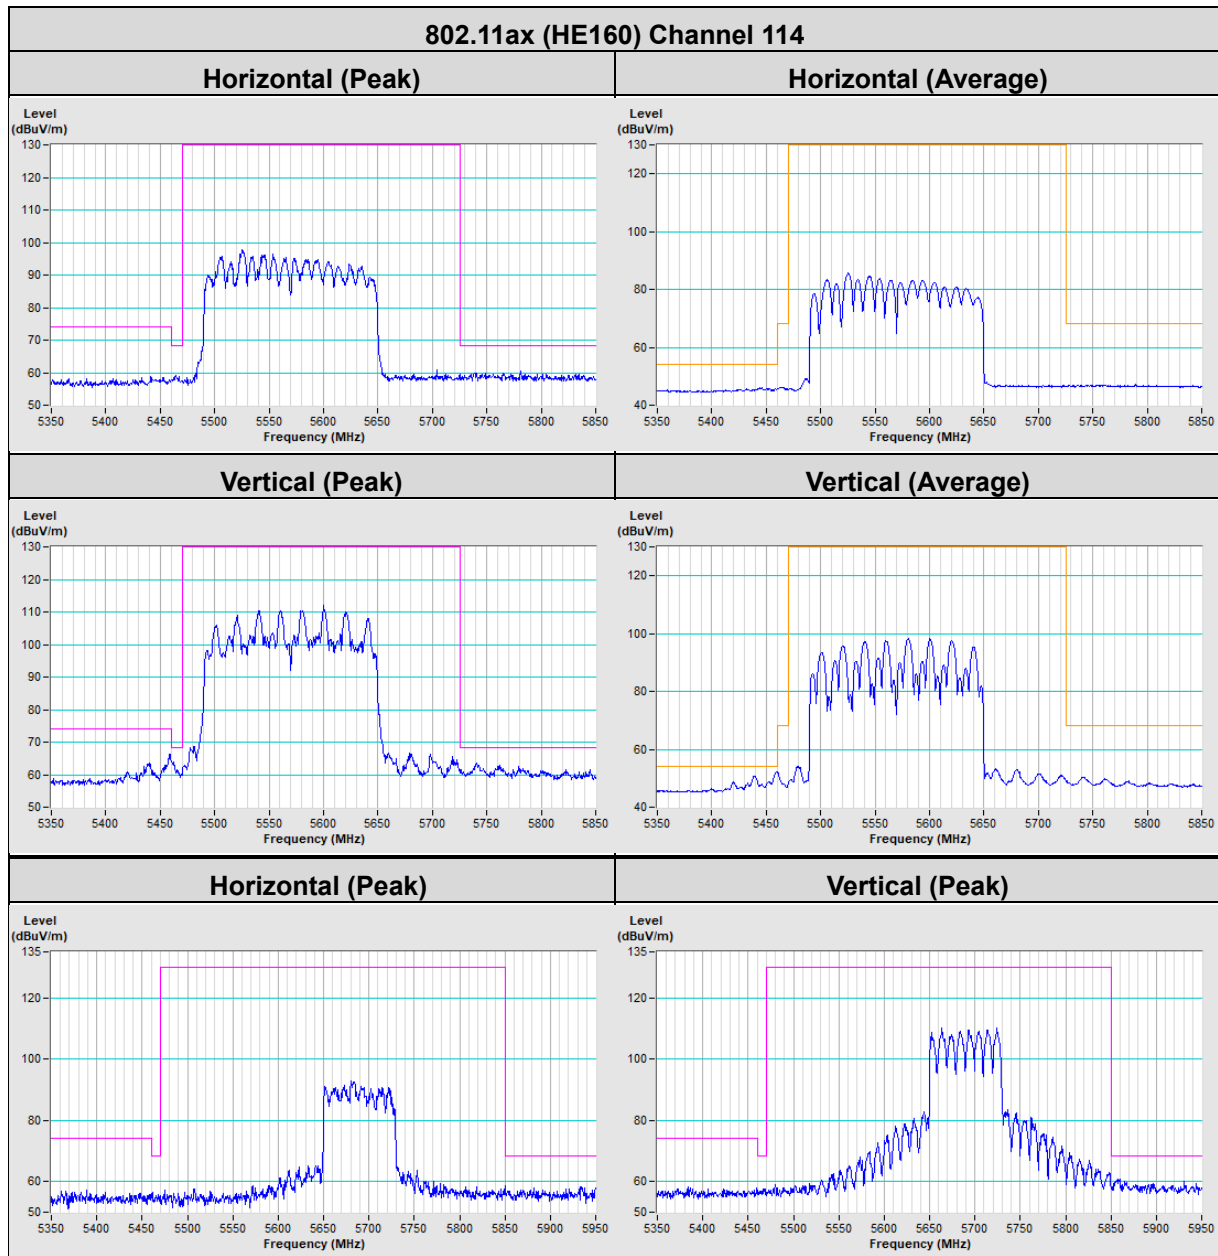 802.11ax (HE160) Channel 114
Horizontal (Peak)
Horizontal (Average)
Level
(dBuV/m)
130
120
110
100
90
80
70
60
50
5350 5400 5450 5500 5550 5600 5650 5700 5750 5800 5850
Frequency (MHz)
Level
(dBuV/m)
130
120
100
80
60
40
5350 5400 5450 5500 5550 5600 5650 5700 5750 5800 5850
Frequency (MHz)
Vertical (Peak)
Vertical (Average)
Level
(dBuV/m)
130
120
110
100
90
80
70
60
50
5350 5400 5450 5500 5550 5600 5650 5700 5750 5800 5850
Frequency (MHz)
Level
(dBuV/m)
130
120
100
80
60
40
5350 5400 5450 5500 5550 5600 5650 5700 5750 5800 5850
Frequency (MHz)
Horizontal (Peak)
Vertical (Peak)
Level
(dBuV/m)
135
120
100
80
60
50
5350 5400 5450 5500 5550 5600 5650 5700 5750 5800 5850 5900 5950
Frequency (MHz)
Level
(dBuV/m)
135
120
100
80
60
50
5350 5400 5450 5500 5550 5600 5650 5700 5750 5800 5850 5900 5950
Frequency (MHz)